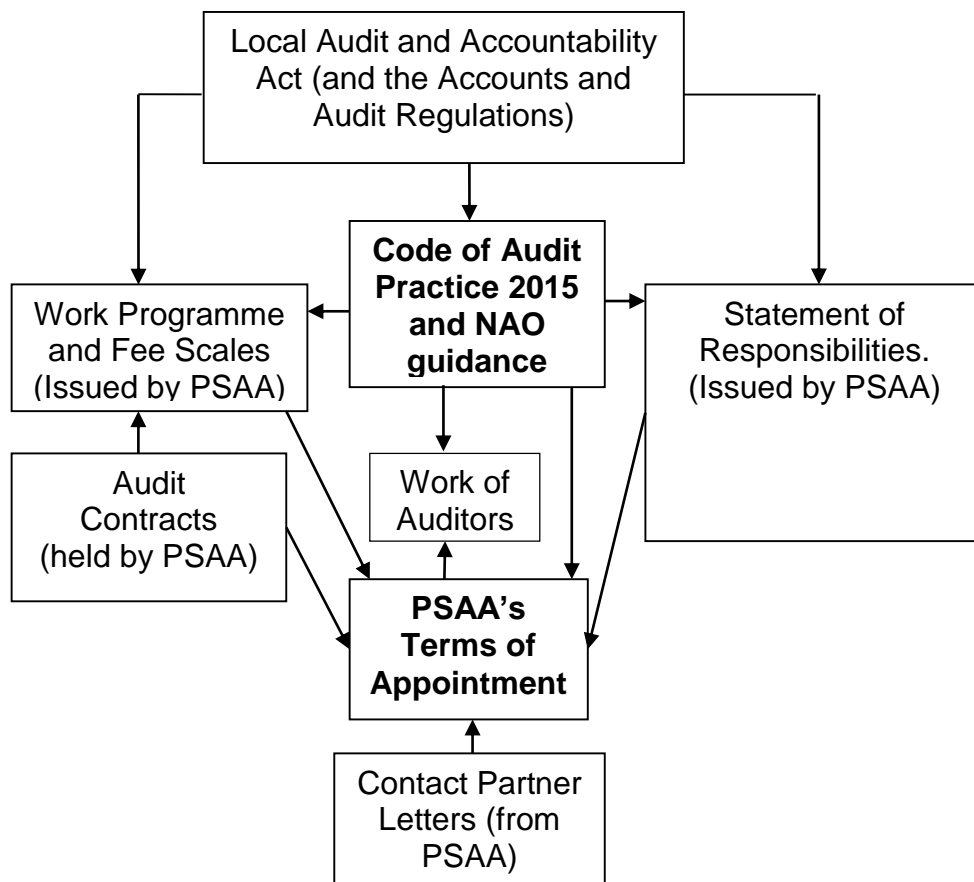 Local Audit and Accountability
Act (and the Accounts and
Audit Regulations)
Code of Audit
Practice 2015
and NAO
guidance
Work Programme
and Fee Scales
(Issued by PSAA)
Statement of
Responsibilities.
(Issued by PSAA)
Audit
Contracts
(held by PSAA)
Work of
Auditors
PSAA’s
Terms of
Appointment
Contact Partner
Letters (from
PSAA)